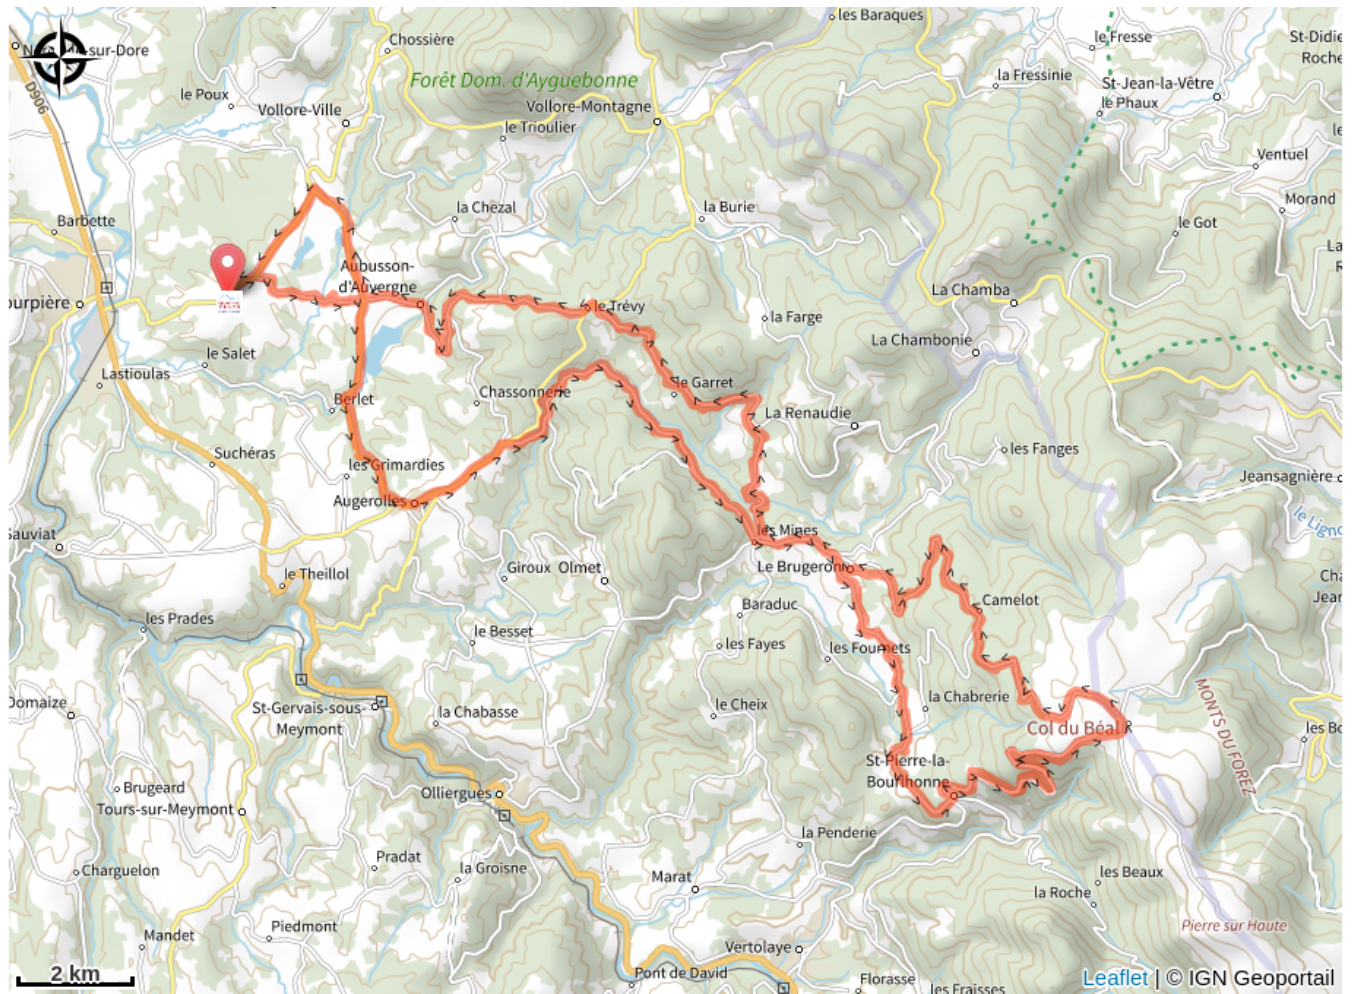 les Baraques
Chossière
le Fresse
St-Didie
Roche
sur-Dore
Forêt Dom. d'Ayguebonne
la Fressinie
St-Jean-la-Vêtre
le Phaux
D906
le Poux
Vollore-Ville
Vollore-Montagne
le Trioulier
Ventuel
Morand
la Chezal
la Burie
le Got
Barbette
Aubusson-
d'Auvergne
La Chamba
ourpière
le Trévy
la Farge
La Chambonie
le Salet
Lastioulas
Chassonnerie
le Garret
Berlet
La Renaudie
Suchéras
les Grimardies
les Fanges
Jeansagnière
Augerolles
le Ligno
Sauviat
les Mines
Le Brugeron
Giroux
Olmet
le Theillol
Camelot
Baraduc
les Prades
le Besset
les Fayes
les Fournets
la Chabrerie
Domaize
St-Gervais-sous-
Meymont
la Chabasse
le Cheix
Col du Béal
MONTS DU FOREZ
les Bo
St-Pierre-la-
Bourlhonne
Brugeard
Tours-sur-Meymont
Olliergues
la Penderie
Pradat
la Groisne
Charguelon
Marat
les Beaux
la Roche
Piedmont
Pierre sur Haute
Mandet
Vertolaye
2 km
Pont de David
Florasse
les Fraisses
Leaflet | © IGN Geoportail